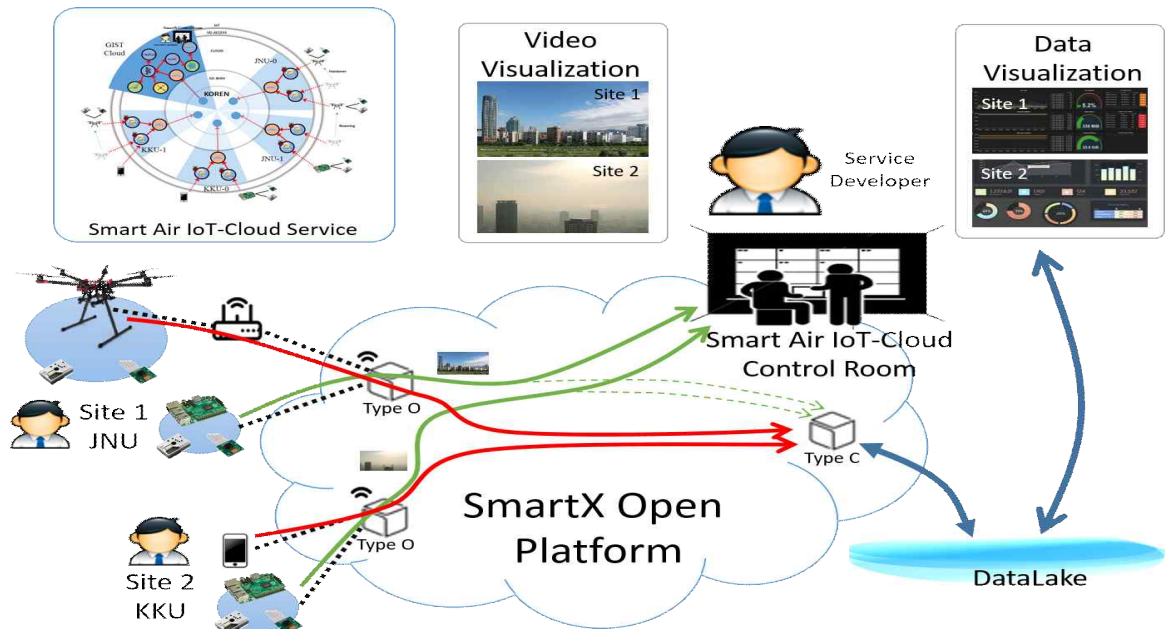 GIST
Cloud
JNU-0
KOREN
KKU-1
JNU-1
KKU-0
Smart Air IoT-Cloud Service
Video
Visualization
Site 1
Site 2
Service
Developer
Data
Visualization
Site 1
Site 2
Smart Air IoT-Cloud
Control Room
Site 1
JNU
Type O
Type C
Type O
SmartX Open
Platform
Site 2
KKU
DataLake